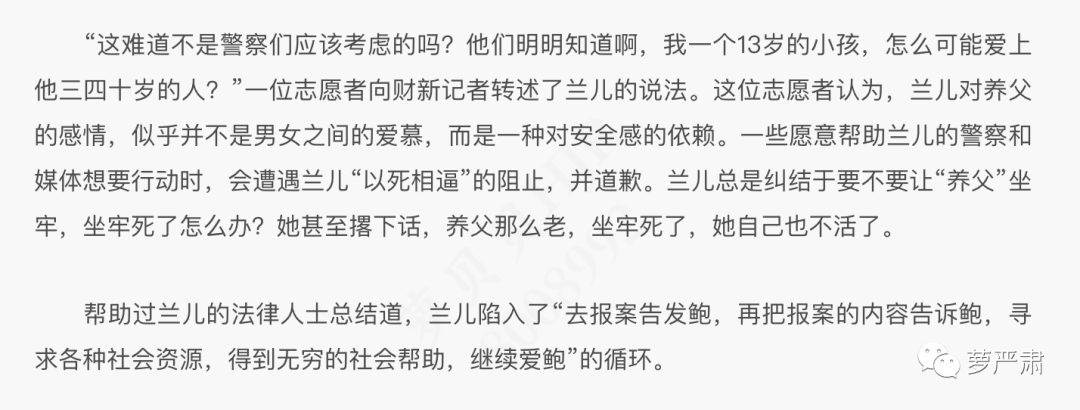 “这难道不是警察们应该考虑的吗？他们明明知道啊，我一个13岁的小孩，怎么可能爱上
他三四十岁的人？”一位志愿者向财新记者转述了兰儿的说法。这位志愿者认为，兰儿对养父
的感情，似乎并不是男女之间的爱慕，而是一种对安全感的依赖。一些愿意帮助兰儿的警察和
媒体想要行动时，会遭遇兰儿“以死相逼”的阻止，并道歉。兰儿总是纠结于要不要让“养父”坐
牢，坐牢死了怎么办？她甚至撂下话，养父那么老，坐牢死了，她自己也不活了。
帮助过兰儿的法律人士总结道，兰儿陷入了“去报案告发鲍，再把报案的内容告诉鲍，寻
求各种社会资源，得到无穷的社会帮助，继续爱鲍”的循环。
萝严肃